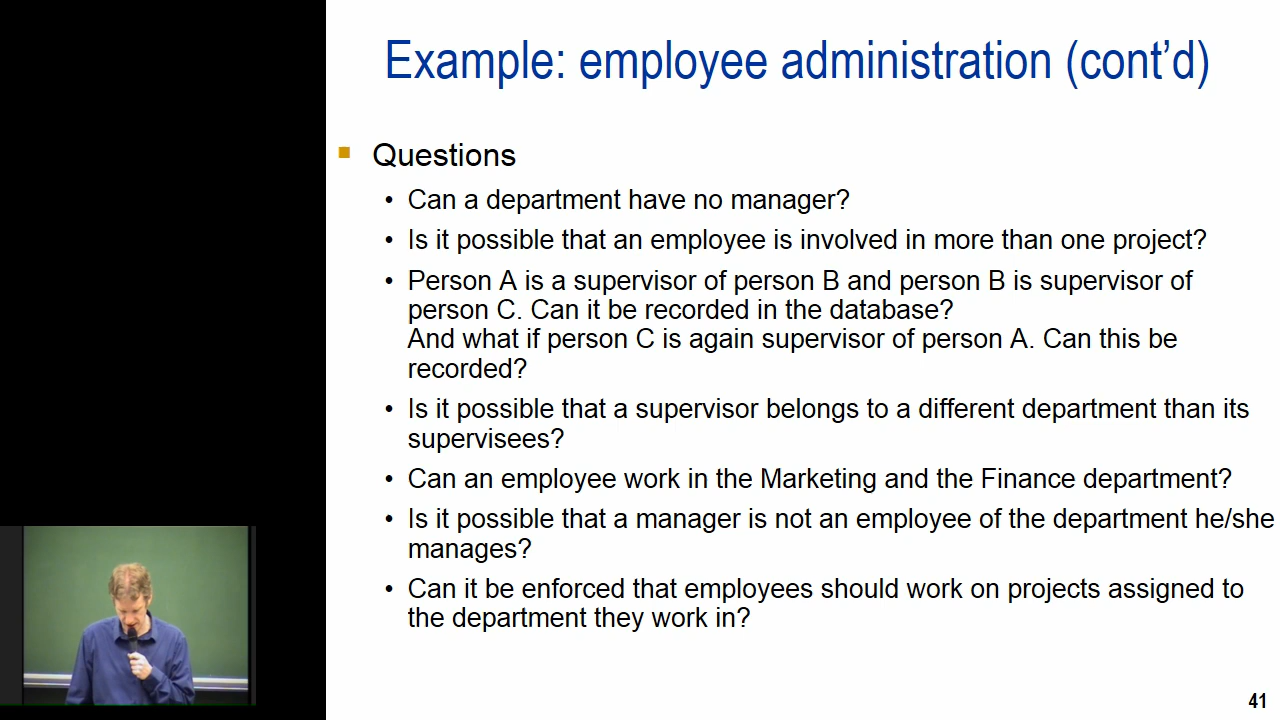 Example: employee administration (cont’d)
Questions
• Can a department have no manager?
• Is it possible that an employee is involved in more than one project?
• Person A is a supervisor of person B and person B is supervisor of
person C. Can it be recorded in the database?
And what if person C is again supervisor of person A. Can this be
recorded?
• Is it possible that a supervisor belongs to a different department than its
supervisees?
• Can an employee work in the Marketing and the Finance department?
• Is it possible that a manager is not an employee of the department he/she
manages?
• Can it be enforced that employees should work on projects assigned to
the department they work in?
41